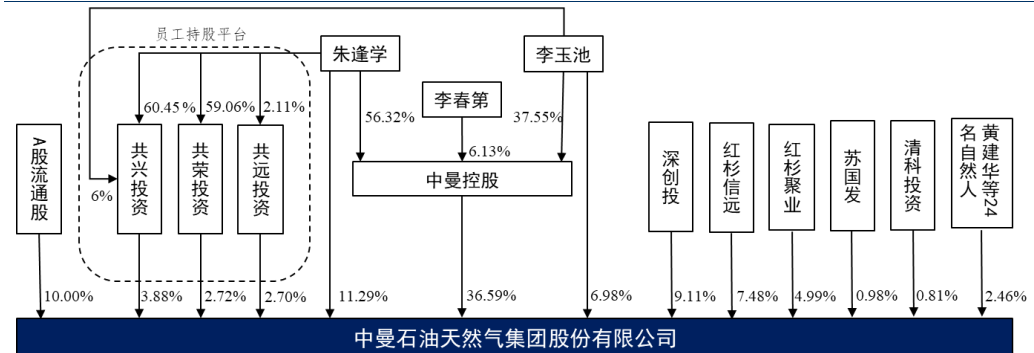 员工持股平台
朱逢学
李玉池
李春第
60.45%
59.06%
2.11%
56.32%
37.55%
6.13%
6%
A股流通股
共兴投资
共荣投资
共远投资
中曼控股
深创投
红杉信远
红杉聚业
苏国发
清科投资
黄建华等24
名自然人
10.00%
3.88%
2.72%
2.70%
11.29%
36.59%
6.98%
9.11%
7.48%
4.99%
0.98%
0.81%
2.46%
中曼石油天然气集团股份有限公司